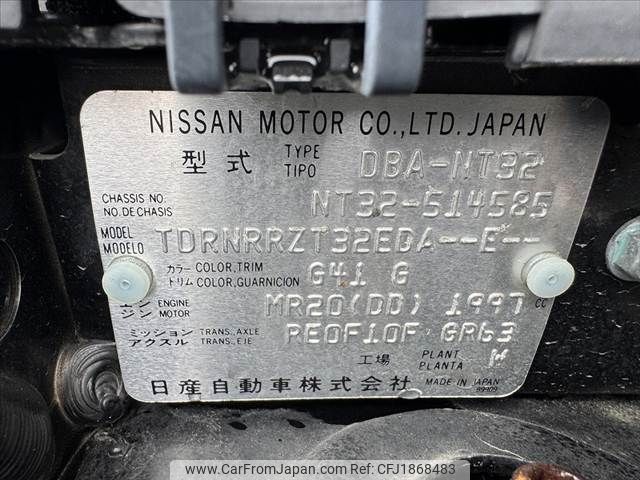 NISSAN MOTOR CO.,LTD. JAPAN
型式 TYPE TIPO DBA-NT32
CHASSIS NO. NO. DE CHASIS NT32-514585
MODEL MODELO TDRNRRZT32EDA--E--
カラー COLOR,TRIM トリム COLOR,GUARNICION G41 G
エンジン ENGINE MOTOR MR20(DD) 1997 CC
ミッション TRANS.,AXLE アクスル TRANS.,EJE RE0F10F GR63
工場 PLANT PLANTA
日産自動車株式会社 MADE IN JAPAN
www.CarFromJapan.com | ref:CFJ1868483